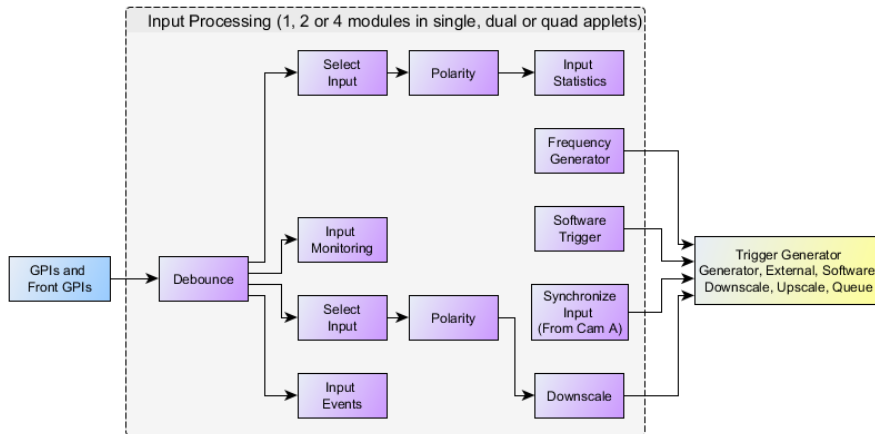 Input Processing (1, 2 or 4 modules in single, dual or quad applets)
Select
Input
Polarity
Input
Statistics
Frequency
Generator
Input
Monitoring
Software
Trigger
GPIs and
Front GPIs
Debounce
Trigger Generator
Generator, External, Software
Downscale, Upscale, Queue
Select
Input
Polarity
Synchronize
Input
(From Cam A)
Input
Events
Downscale